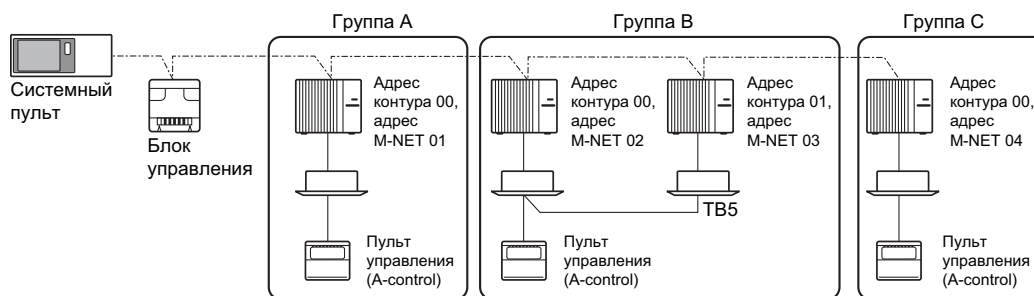 Группа A
Группа B
Группа C
Системный
пульт
Блок
управления
Адрес
контура 00,
адрес
M-NET 01
Адрес
контура 00,
адрес
M-NET 02
Адрес
контура 01,
адрес
M-NET 03
Адрес
контура 00,
адрес
M-NET 04
TB5
Пульт
управления
(A-control)
Пульт
управления
(A-control)
Пульт
управления
(A-control)